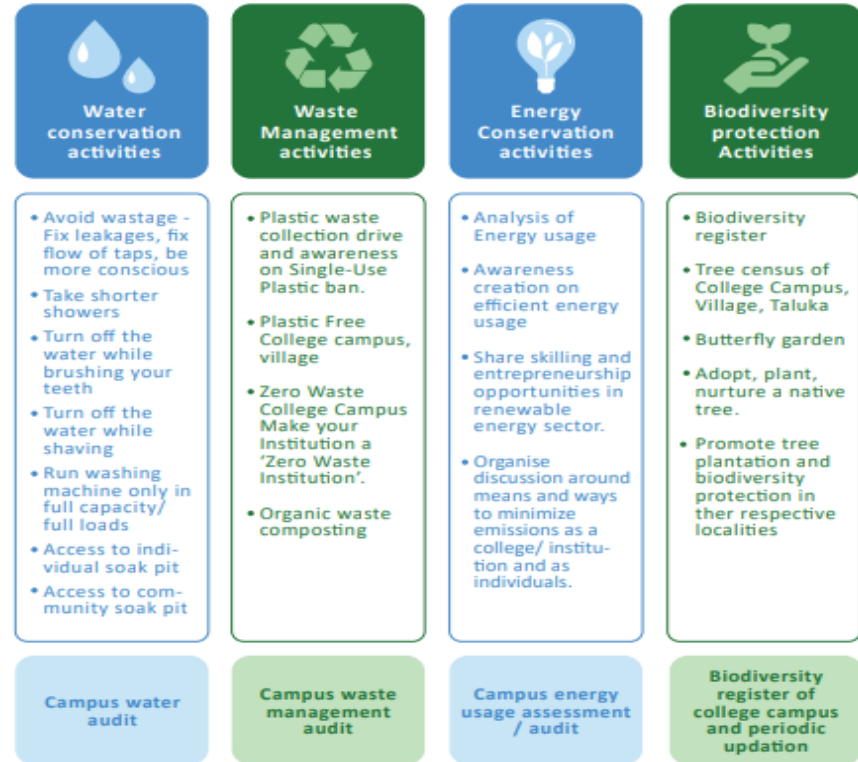 Water
conservation
activities
Waste
Management
activities
Energy
Conservation
activities
Biodiversity
protection
Activities
• Avoid wastage -
Fix leakages, fix
flow of taps, be
more conscious
• Take shorter
showers
• Turn off the
water while
brushing your
teeth
• Turn off the
water while
shaving
• Run washing
machine only in
full capacity/
full loads
• Access to indi-
vidual soak pit
• Access to com-
munity soak pit
• Plastic waste
collection drive
and awareness
on Single-Use
Plastic ban.
• Plastic Free
College campus,
village
• Zero Waste
College Campus
Make your
Institution a
‘Zero Waste
Institution’.
• Organic waste
composting
• Analysis of
Energy usage
• Awareness
creation on
efficient energy
usage
• Share skilling and
entrepreneurship
opportunities in
renewable
energy sector.
• Organise
discussion around
means and ways
to minimize
emissions as a
college/ institu-
tion and as
individuals.
• Biodiversity
register
• Tree census of
College Campus,
Village, Taluka
• Butterfly garden
• Adopt, plant,
nurture a native
tree.
• Promote tree
plantation and
biodiversity
protection in
ther respective
localities
Campus water
audit
Campus waste
management
audit
Campus energy
usage assessment
/ audit
Biodiversity
register of
college campus
and periodic
updation